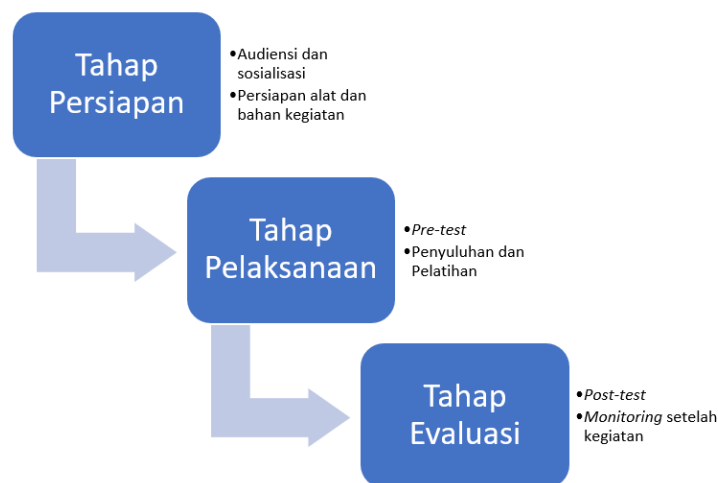 Tahap
Persiapan
•Audiensi dan
sosialisasi
•Persiapan alat dan
bahan kegiatan
Tahap
Pelaksanaan
•Pre-test
•Penyuluhan dan
Pelatihan
Tahap
Evaluasi
•Post-test
•Monitoring setelah
kegiatan